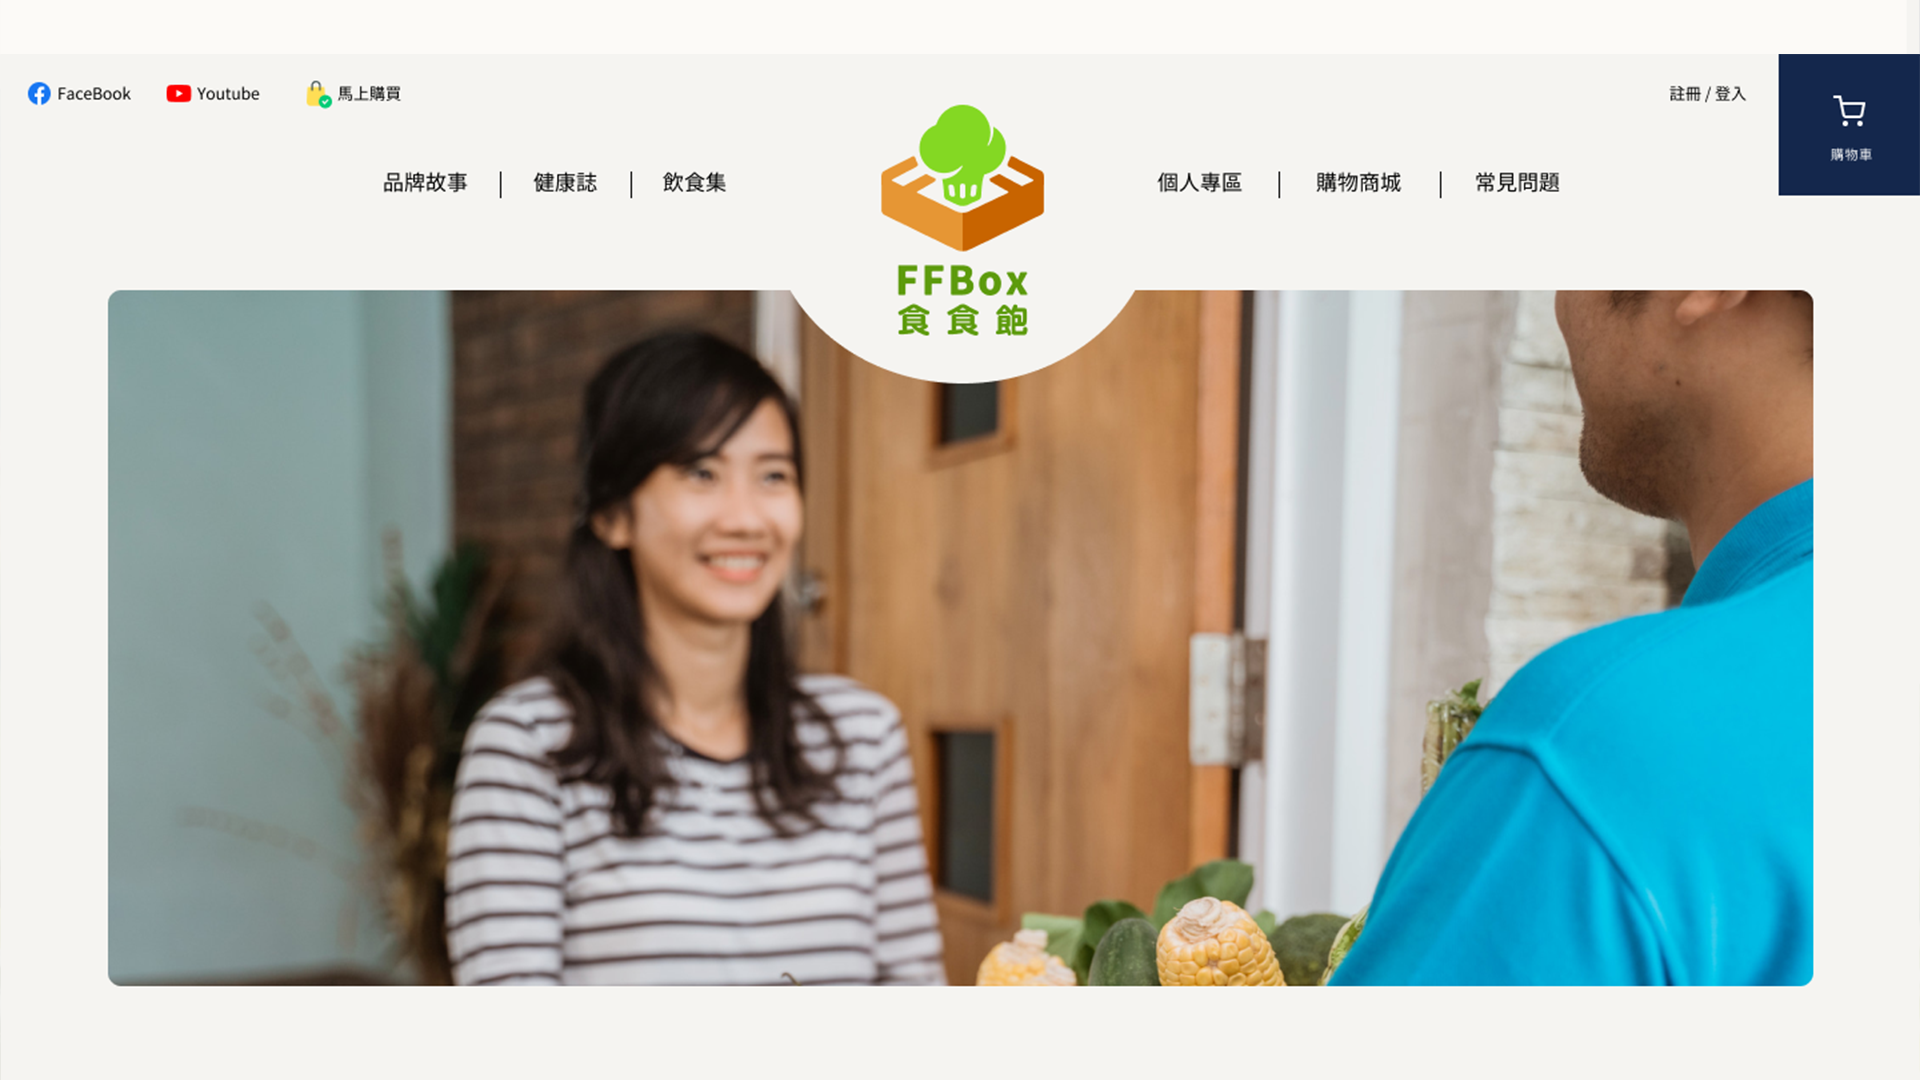 FaceBook
Youtube
馬上購買
註冊 / 登入
購物車
品牌故事
健康誌
飲食集
個人專區
購物商城
常見問題
FFBox
食食飽